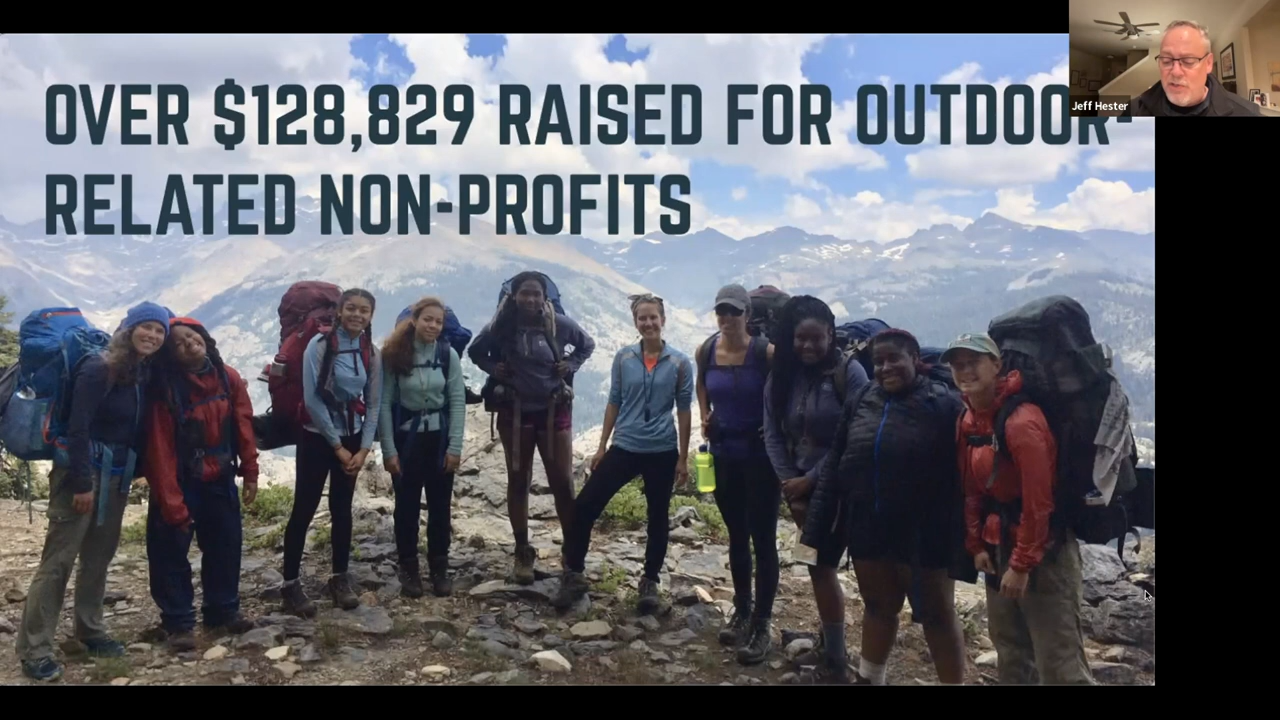 OVER $128,829 RAISED FOR OUTDOOR-
RELATED NON-PROFITS
Jeff Hester